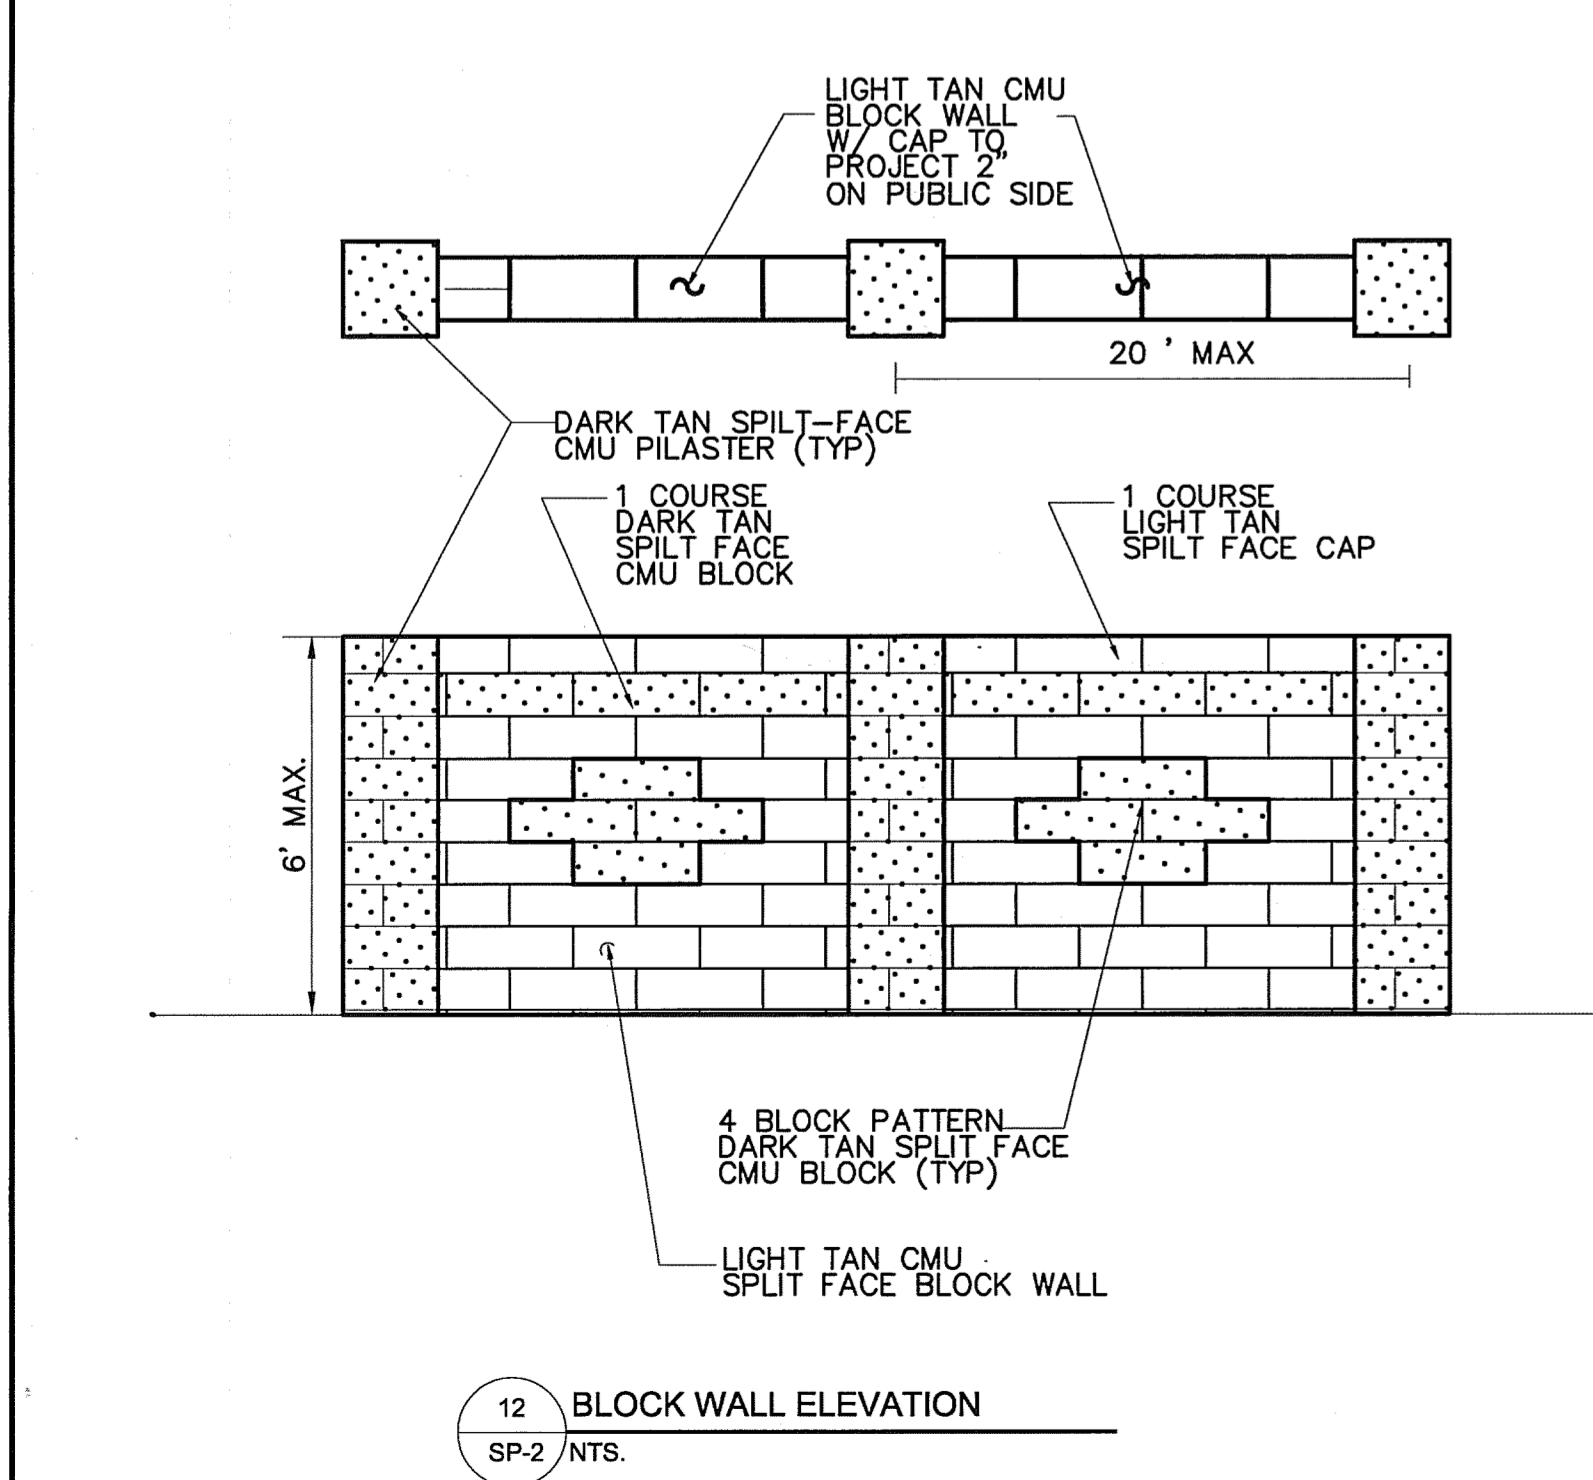 LIGHT TAN CMU
BLOCK WALL
W/ CAP TO
PROJECT 2"
ON PUBLIC SIDE
20 ' MAX
DARK TAN SPILT-FACE
CMU PILASTER (TYP)
1 COURSE
DARK TAN
SPILT FACE
CMU BLOCK
1 COURSE
LIGHT TAN
SPILT FACE CAP
6' MAX.
4 BLOCK PATTERN
DARK TAN SPLIT FACE
CMU BLOCK (TYP)
LIGHT TAN CMU
SPLIT FACE BLOCK WALL
12
BLOCK WALL ELEVATION
SP-2
NTS.